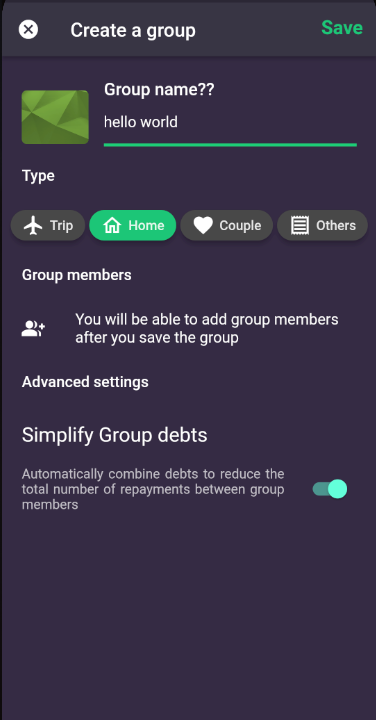 Create a group
Save
Group name??
hello world
Type
Trip
Home
Couple
Others
Group members
You will be able to add group members
after you save the group
Advanced settings
Simplify Group debts
Automatically combine debts to reduce the
total number of repayments between group
members